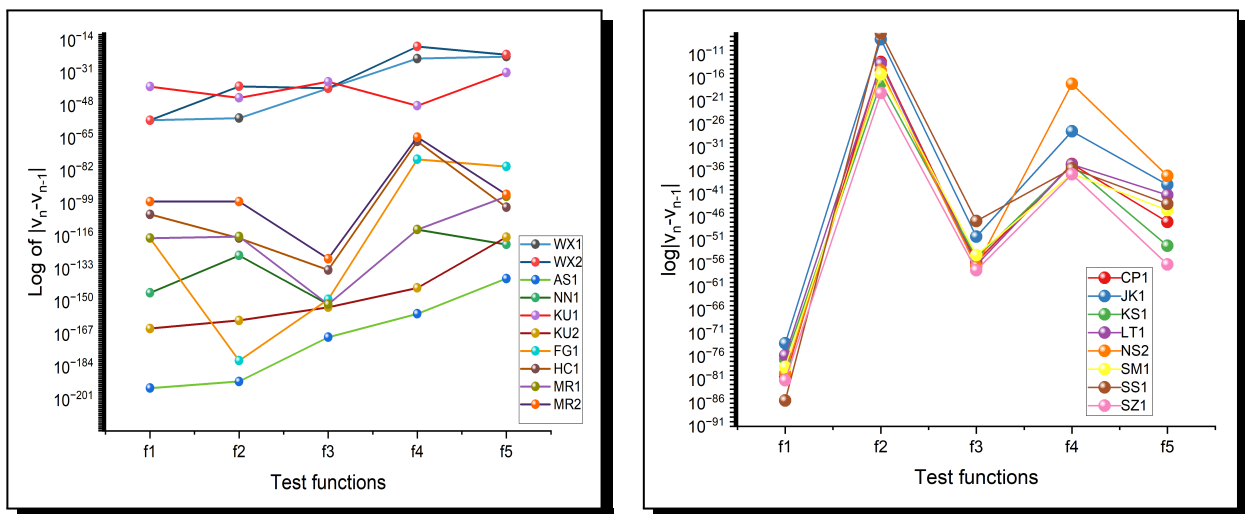 10^-14
10^-31
10^-48
10^-65
10^-82
10^-99
10^-116
10^-133
10^-150
10^-167
10^-184
10^-201
Log of |v_n-v_n-1|
f1 f2 f3 f4 f5
Test functions
WX1
WX2
AS1
NN1
KU1
KU2
FG1
HC1
MR1
MR2
10^-11
10^-16
10^-21
10^-26
10^-31
10^-36
10^-41
10^-46
10^-51
10^-56
10^-61
10^-66
10^-71
10^-76
10^-81
10^-86
10^-91
log|v_n-v_n-1|
f1 f2 f3 f4 f5
Test functions
CP1
JK1
KS1
LT1
NS2
SM1
SS1
SZ1